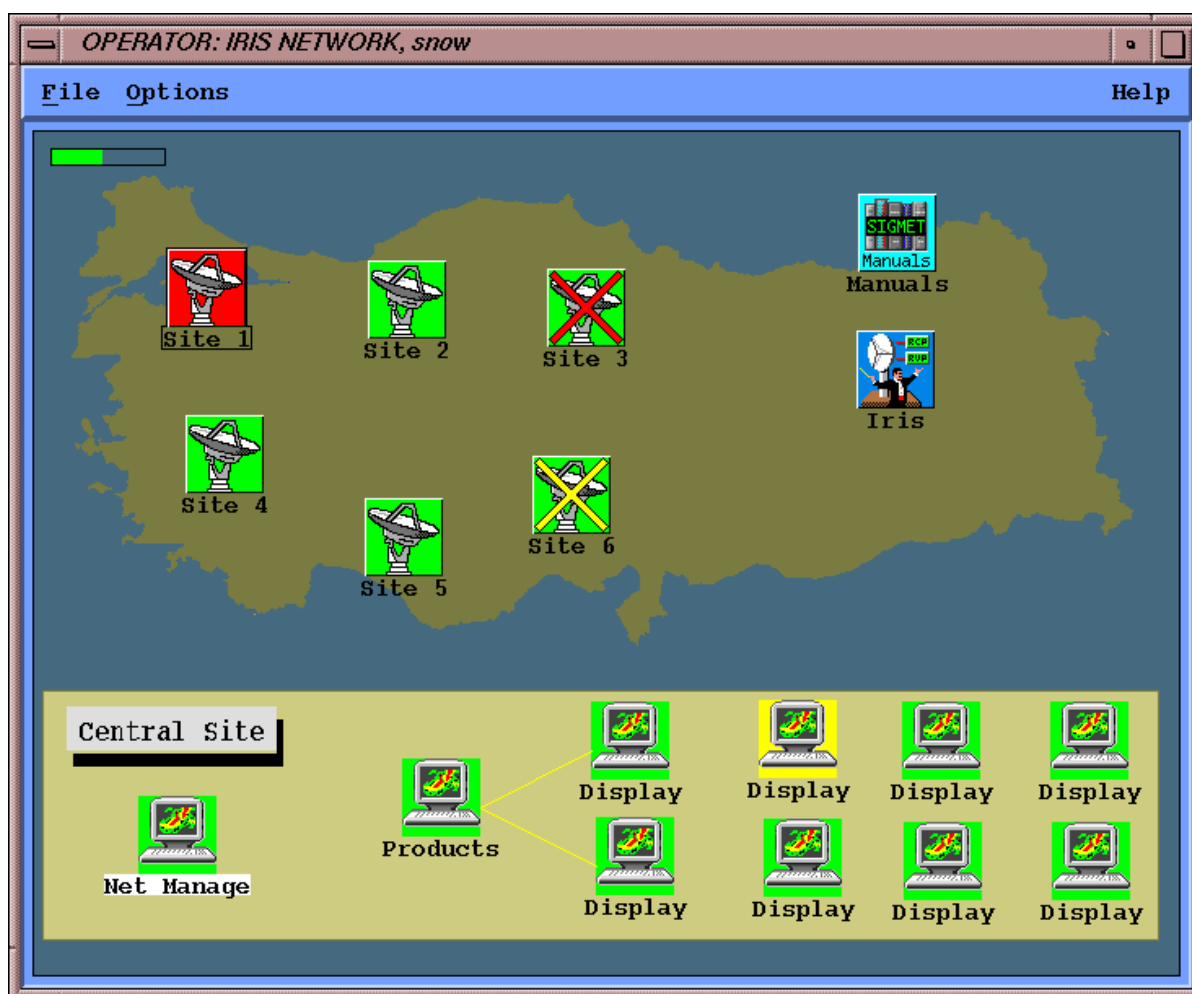 OPERATOR: IRIS NETWORK, snow
File Options Help
SIGMET
Manuals
Manuals
Site 1
Site 2
Site 3
RCP
RVP
Iris
Site 4
Site 5
Site 6
Central Site
Display
Display
Display
Display
Products
Net Manage
Display
Display
Display
Display